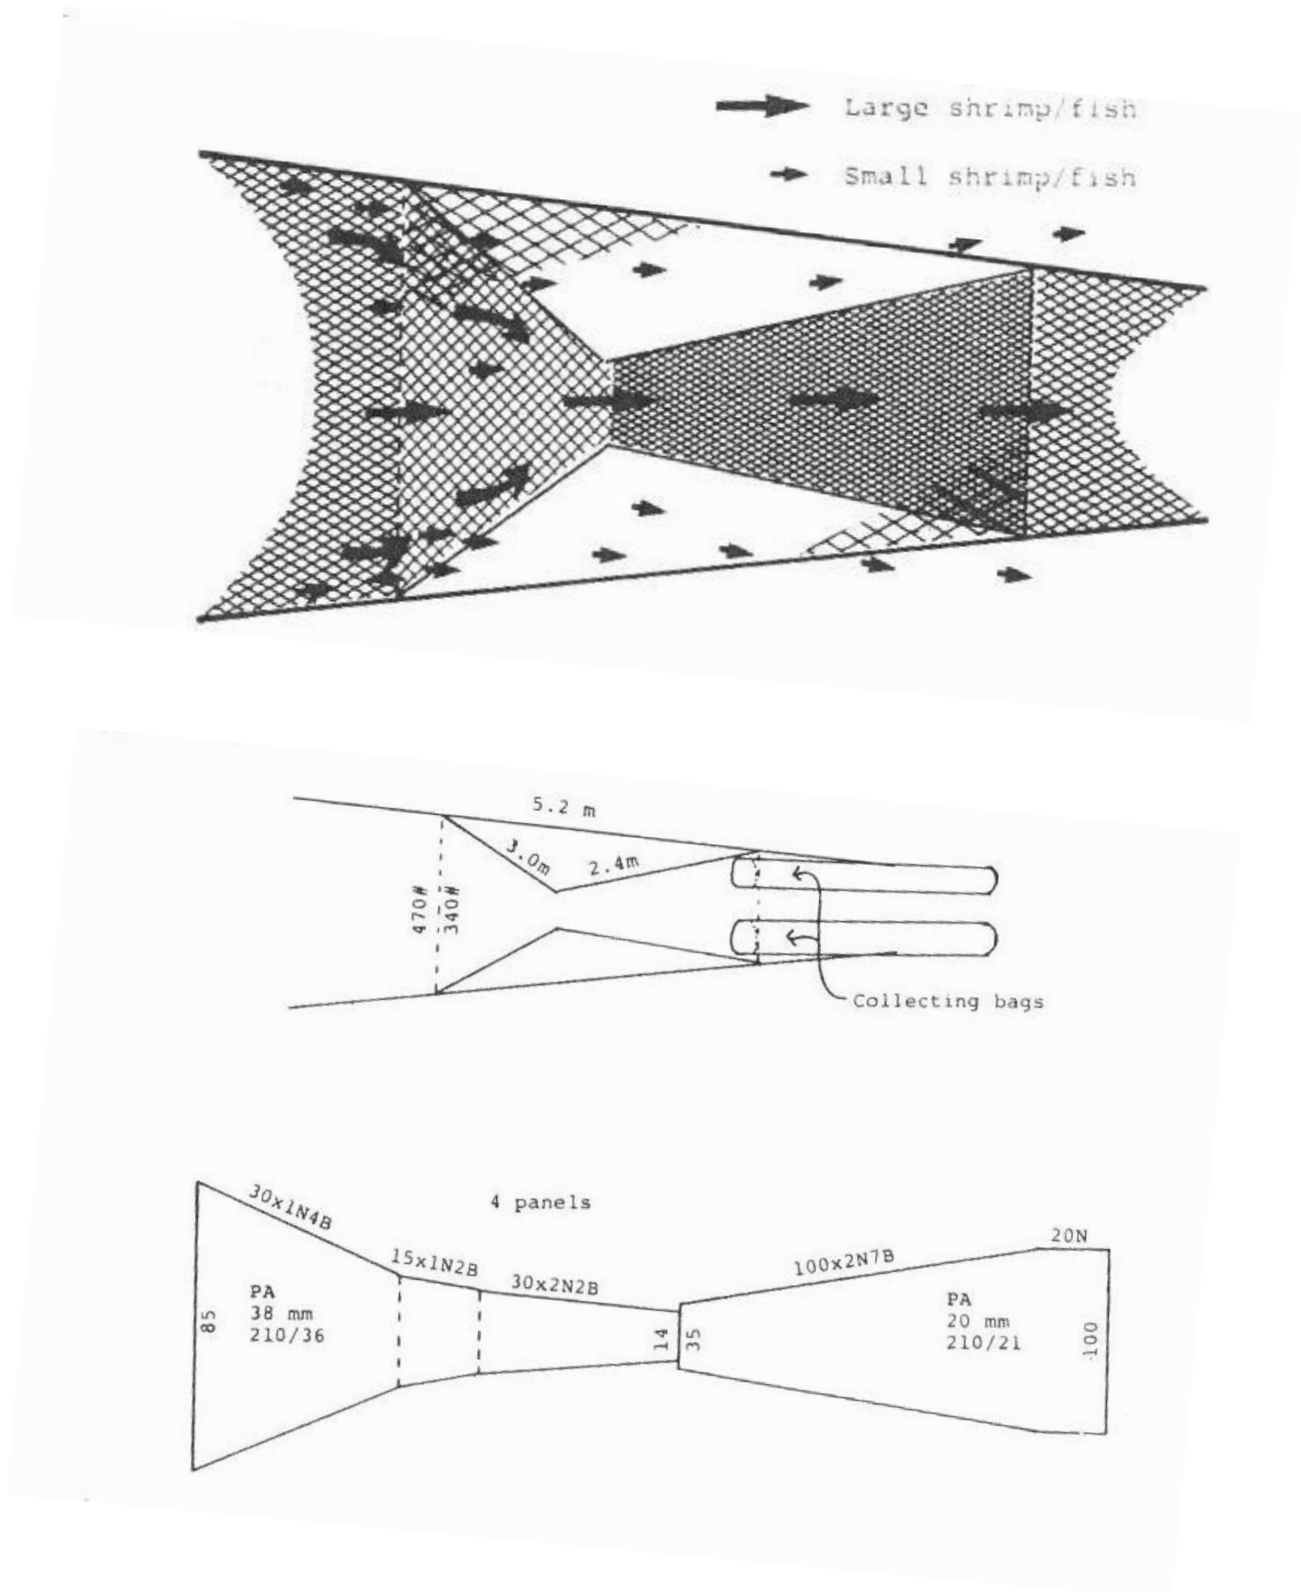 Large shrimp/fish
Small shrimp/fish
5.2 m
3.0m
2.4m
470#
340#
Collecting bags
4 panels
30x1N4B
15x1N2B
30x2N2B
100x2N7B
20N
PA
38 mm
210/36
85
14
35
PA
20 mm
210/21
100